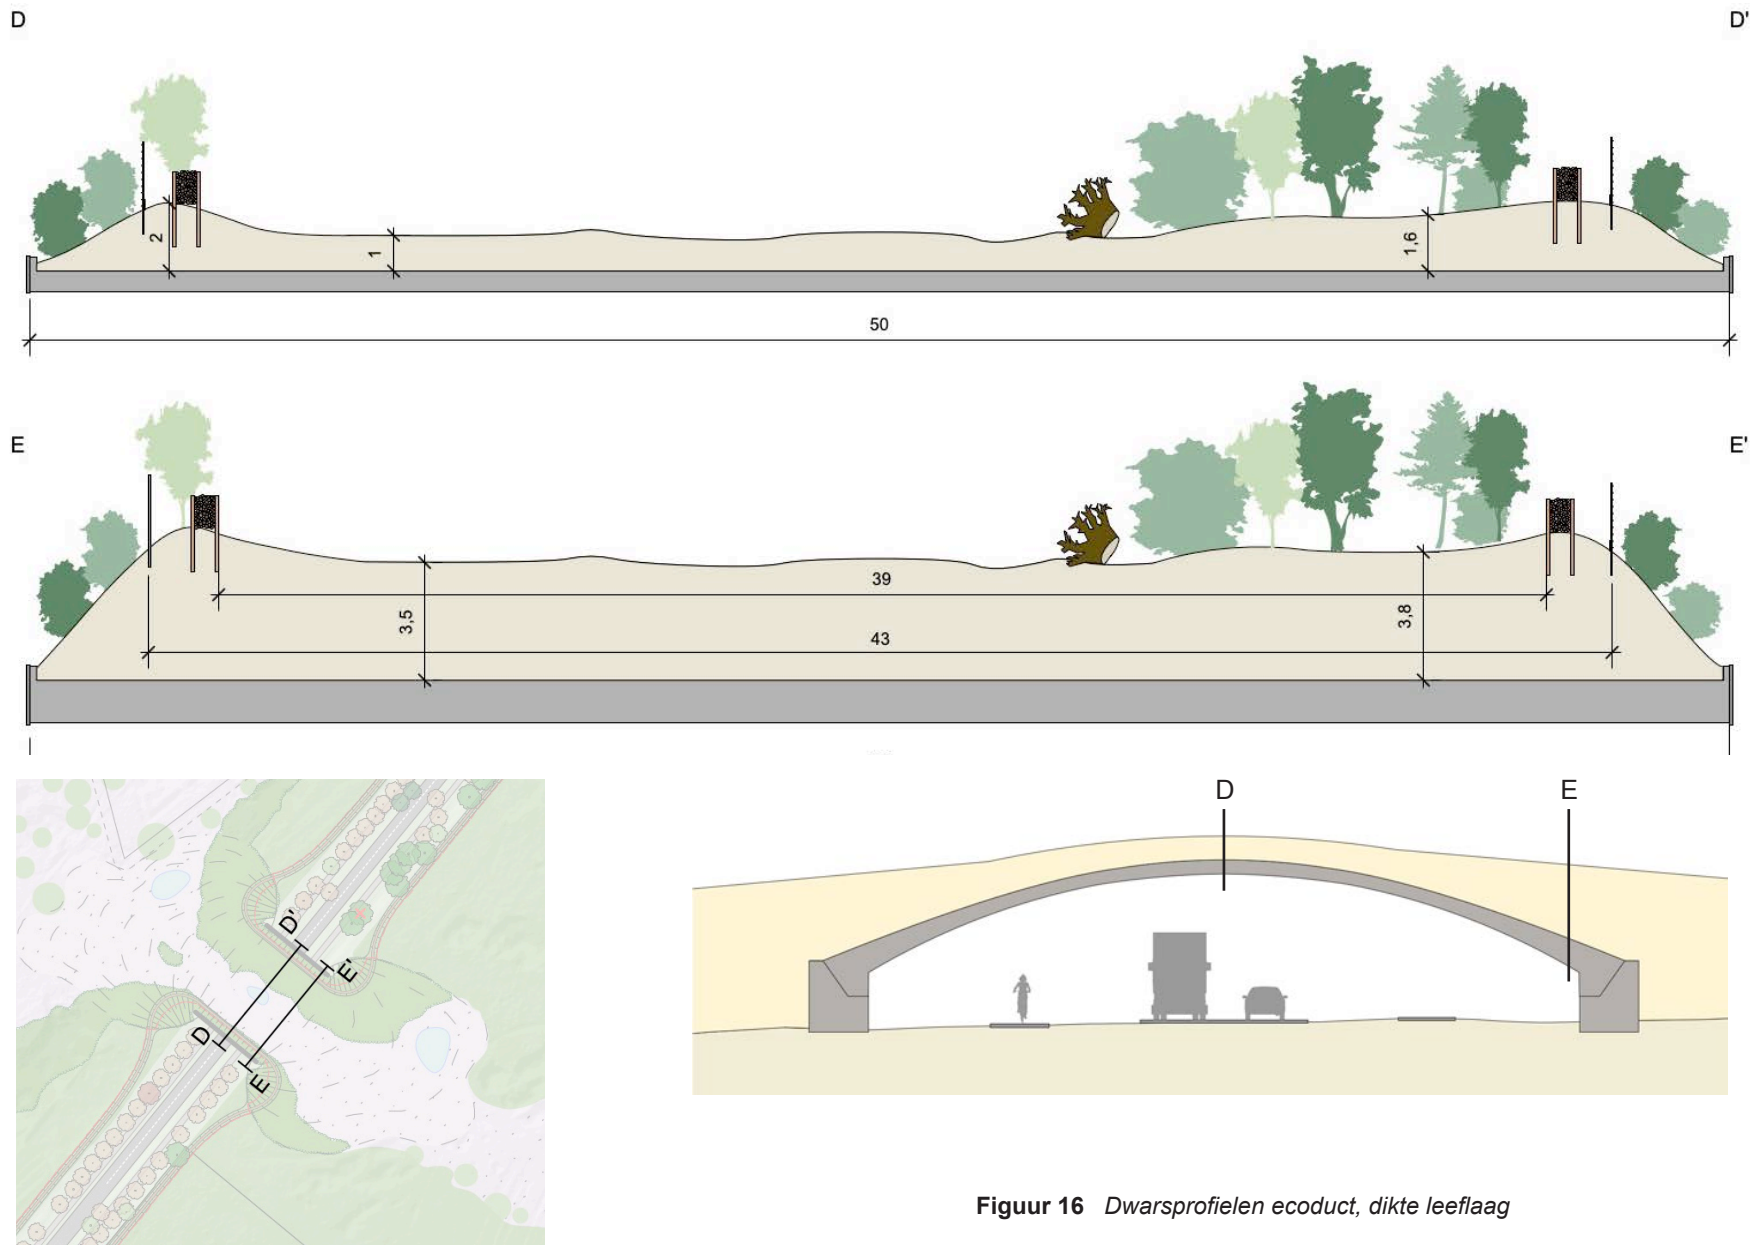 D D'
2
1
1,6
50
E E'
39
3,5
3,8
43
D E
D'
E'
D
E
Figuur 16 Dwarsprofielen ecoduct, dikte leeflaag